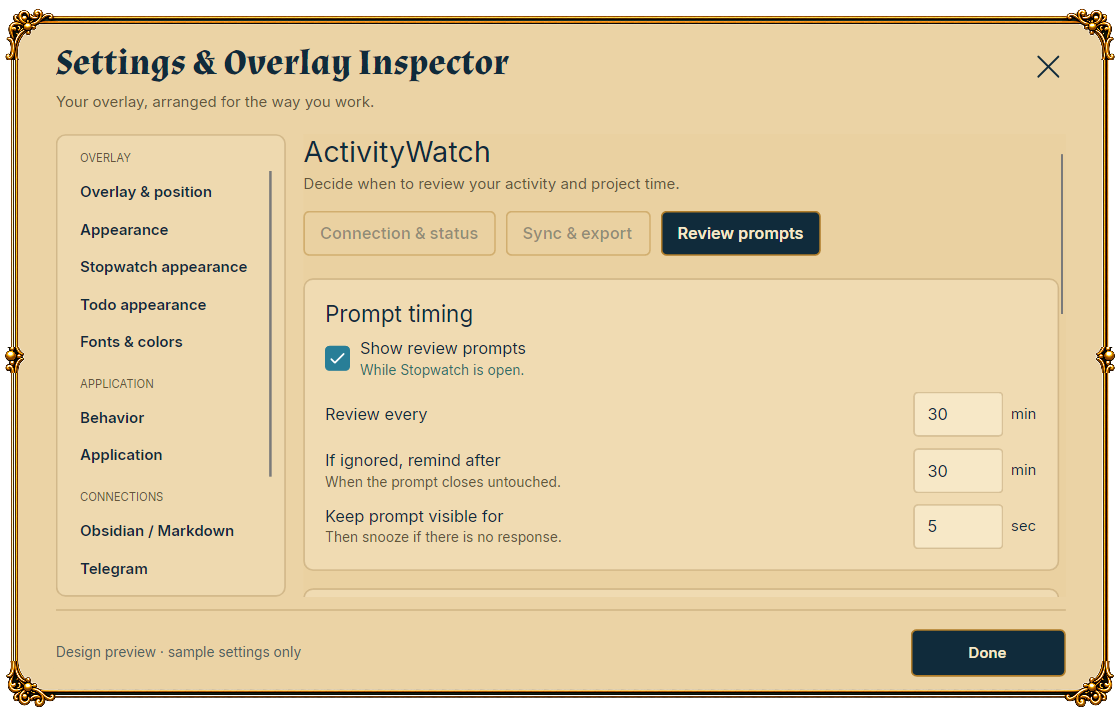 Settings & Overlay Inspector
Your overlay, arranged for the way you work.
OVERLAY
Overlay & position
Appearance
Stopwatch appearance
Todo appearance
Fonts & colors
APPLICATION
Behavior
Application
CONNECTIONS
Obsidian / Markdown
Telegram
ActivityWatch
Decide when to review your activity and project time.
Connection & status
Sync & export
Review prompts
Prompt timing
Show review prompts
While Stopwatch is open.
Review every
30 min
If ignored, remind after
When the prompt closes untouched.
30 min
Keep prompt visible for
Then snooze if there is no response.
5 sec
Design preview · sample settings only
Done